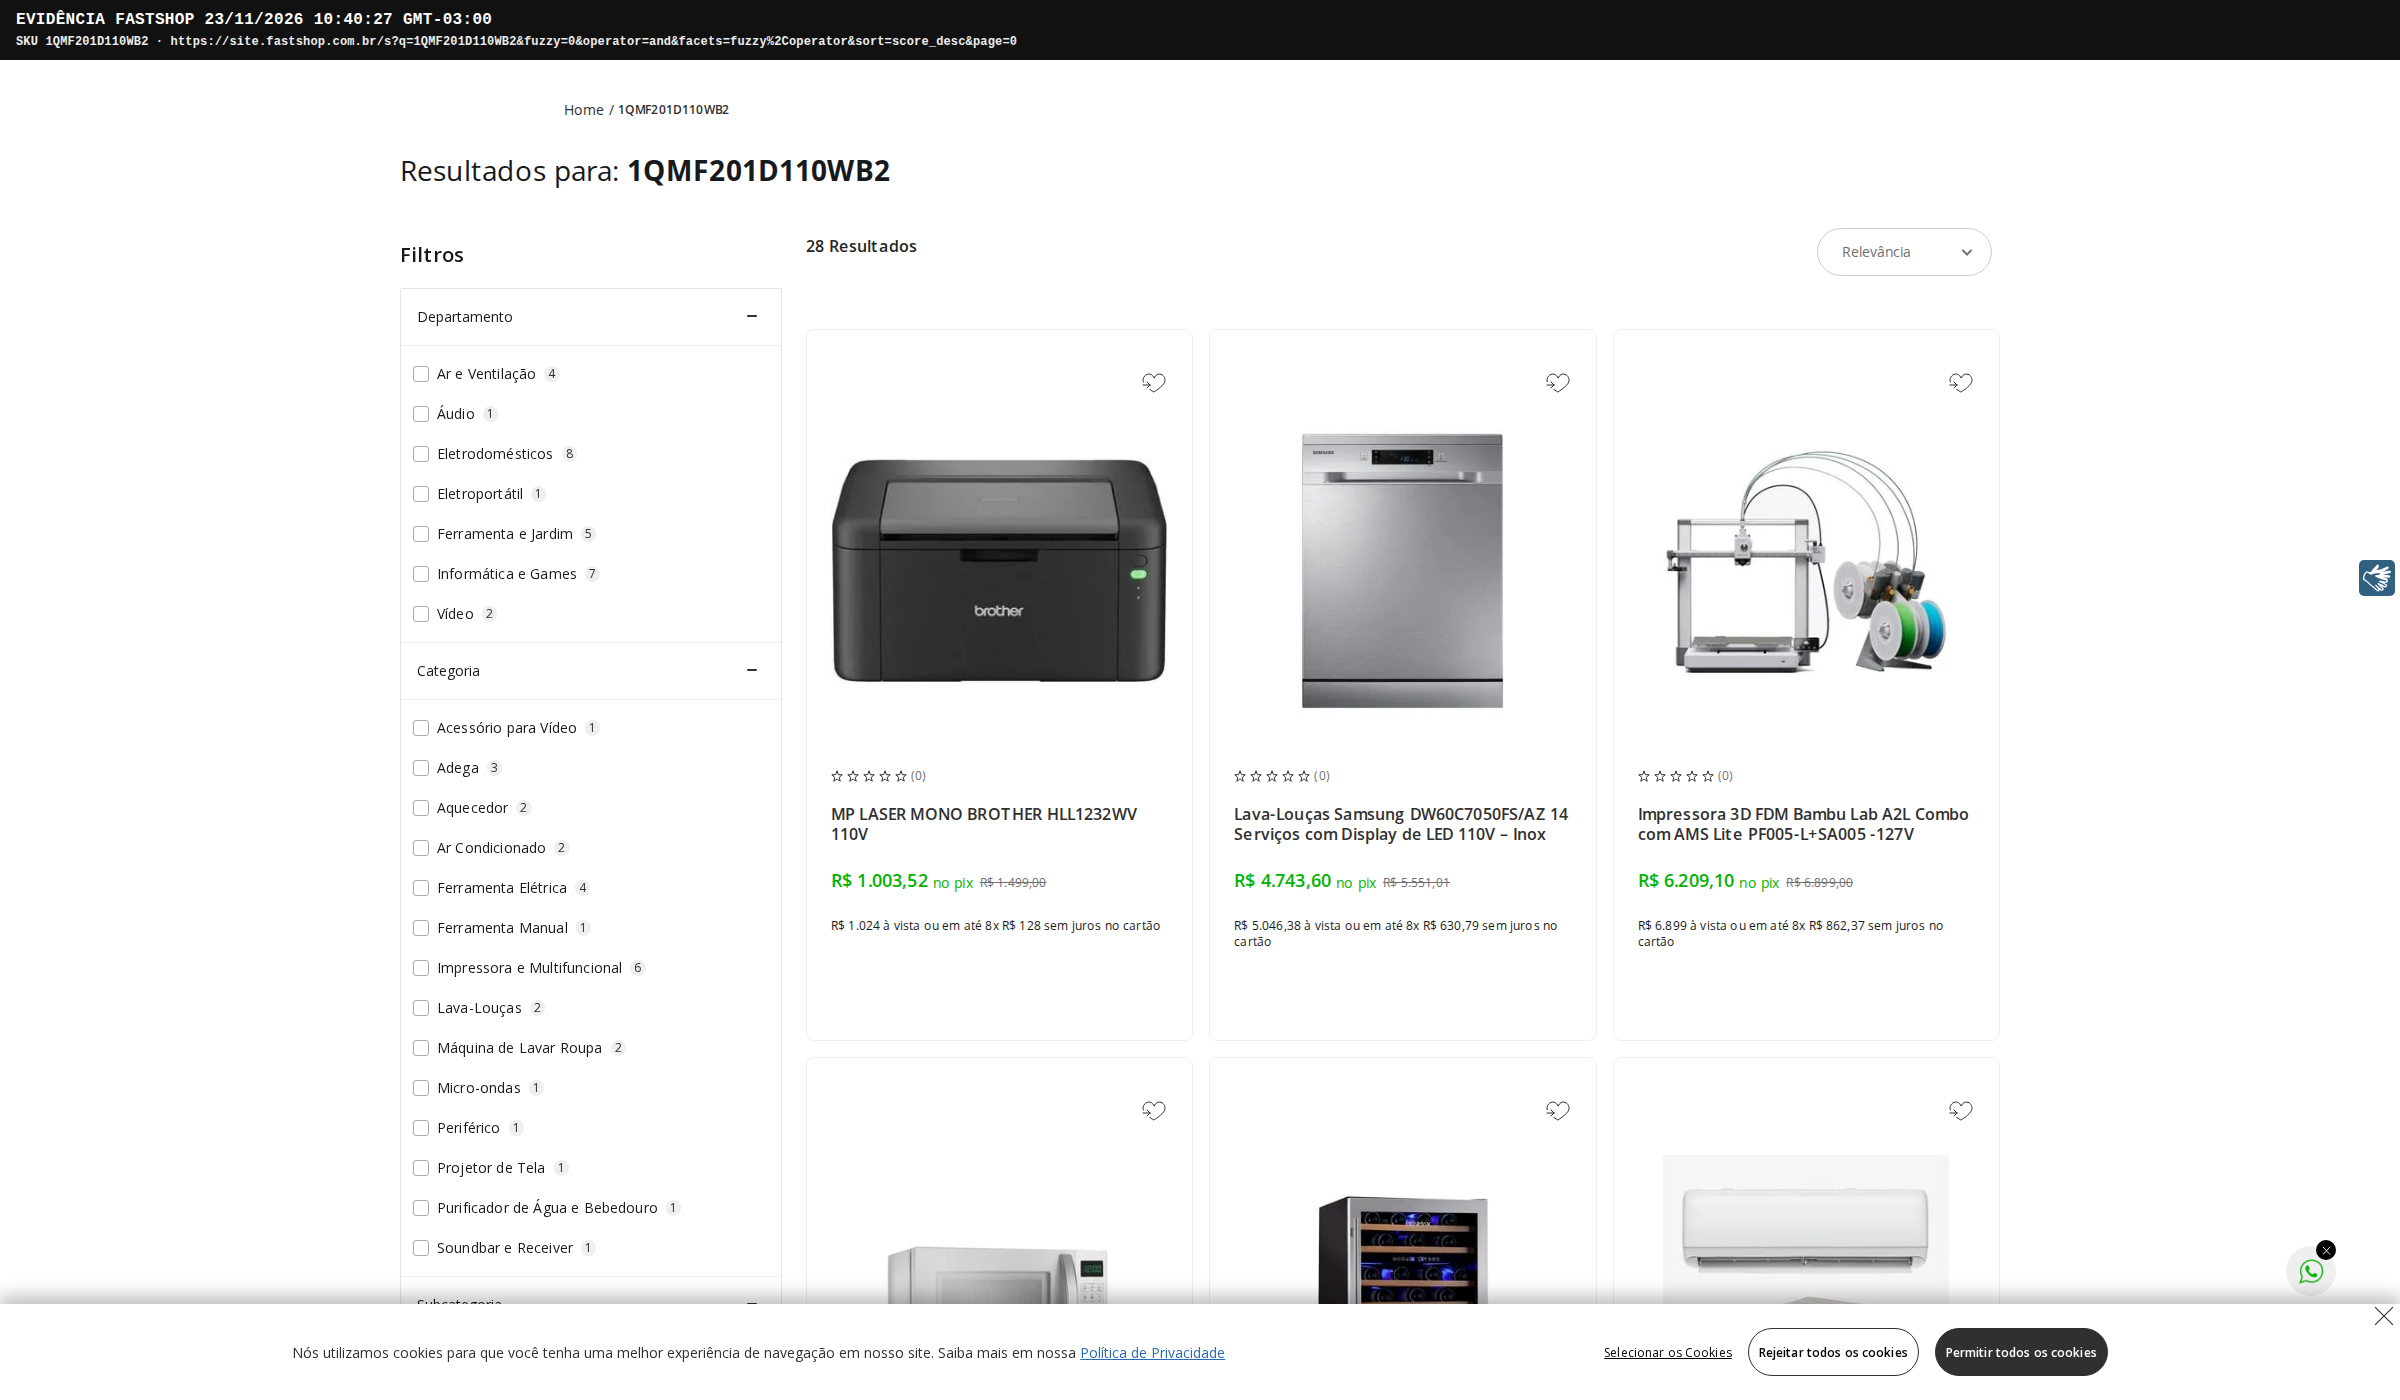 EVIDÊNCIA FASTSHOP 23/11/2026 10:40:27 GMT-03:00
SKU 1QMF201D110WB2 · https://site.fastshop.com.br/s?q=1QMF201D110WB2&fuzzy=0&operator=and&facets=fuzzy%2Coperator&sort=score_desc&page=0
Home / 1QMF201D110WB2
Resultados para: 1QMF201D110WB2
Filtros
28 Resultados
Relevância
Departamento
Ar e Ventilação 4
Áudio 1
Eletrodomésticos 8
Eletroportátil 1
Ferramenta e Jardim 5
Informática e Games 7
Vídeo 2
Categoria
Acessório para Vídeo 1
Adega 3
Aquecedor 2
Ar Condicionado 2
Ferramenta Elétrica 4
Ferramenta Manual 1
Impressora e Multifuncional 6
Lava-Louças 2
Máquina de Lavar Roupa 2
Micro-ondas 1
Periférico 1
Projetor de Tela 1
Purificador de Água e Bebedouro 1
Soundbar e Receiver 1
Subcategoria
brother
(0)
MP LASER MONO BROTHER HLL1232WV
110V
R$ 1.003,52 no pix R$ 1.499,00
R$ 1.024 à vista ou em até 8x R$ 128 sem juros no cartão
SAMSUNG
(0)
Lava-Louças Samsung DW60C7050FS/AZ 14
Serviços com Display de LED 110V – Inox
R$ 4.743,60 no pix R$ 5.551,01
R$ 5.046,38 à vista ou em até 8x R$ 630,79 sem juros no
cartão
(0)
Impressora 3D FDM Bambu Lab A2L Combo
com AMS Lite PF005-L+SA005 -127V
R$ 6.209,10 no pix R$ 6.899,00
R$ 6.899 à vista ou em até 8x R$ 862,37 sem juros no
cartão
Nós utilizamos cookies para que você tenha uma melhor experiência de navegação em nosso site. Saiba mais em nossa Política de Privacidade
Selecionar os Cookies
Rejeitar todos os cookies
Permitir todos os cookies